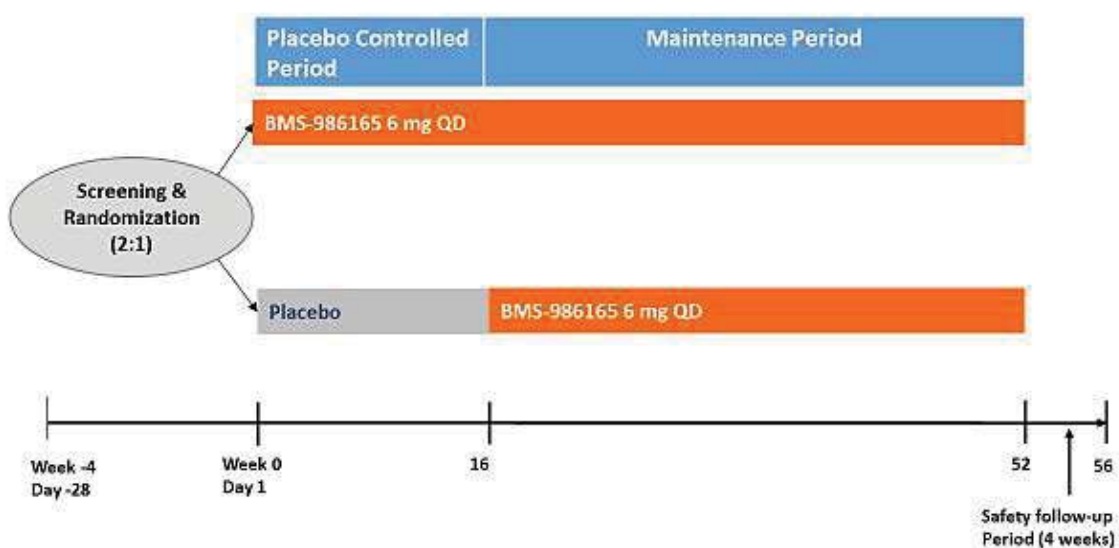 Placebo Controlled
Period
Maintenance Period
BMS-986165 6 mg QD
Screening &
Randomization
(2:1)
Placebo
BMS-986165 6 mg QD
Week -4
Day -28
Week 0
Day 1
16
52
56
Safety follow-up
Period (4 weeks)